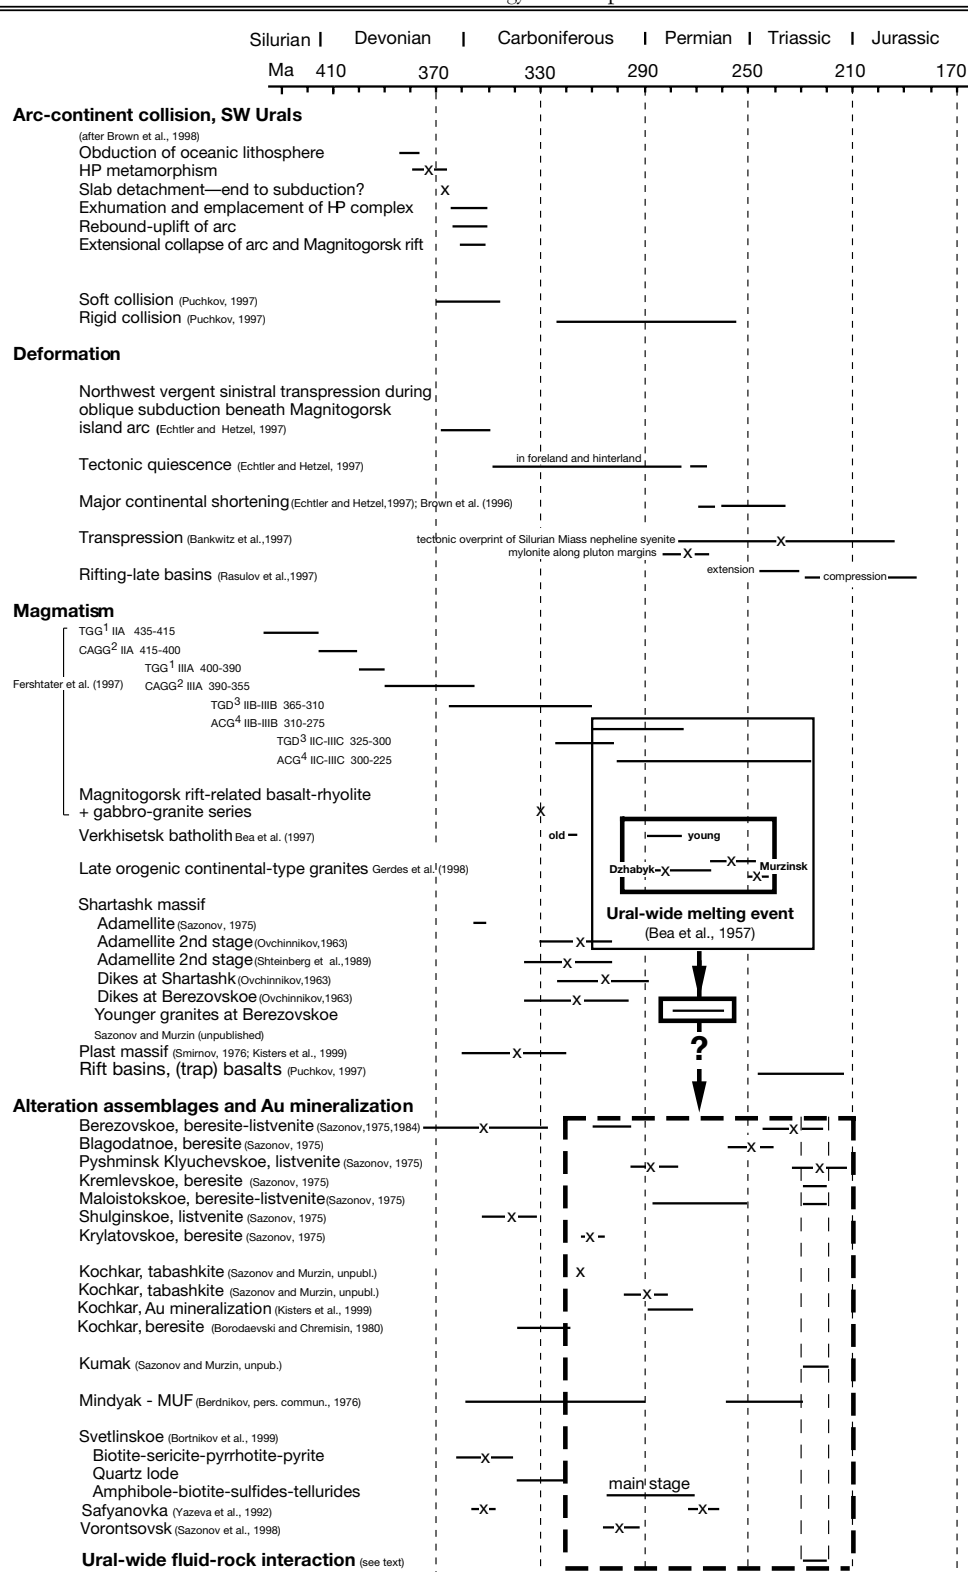 Silurian | Devonian | Carboniferous | Permian | Triassic | Jurassic
Ma 410 370 330 290 250 210 170
Arc-continent collision, SW Urals
(after Brown et al., 1998)
Obduction of oceanic lithosphere
HP metamorphism x
Slab detachment—end to subduction? x
Exhumation and emplacement of HP complex
Rebound-uplift of arc
Extensional collapse of arc and Magnitogorsk rift
Soft collision (Puchkov, 1997)
Rigid collision (Puchkov, 1997)
Deformation
Northwest vergent sinistral transpression during
oblique subduction beneath Magnitogorsk
island arc (Echtler and Hetzel, 1997)
Tectonic quiescence (Echtler and Hetzel, 1997) in foreland and hinterland
Major continental shortening (Echtler and Hetzel,1997); Brown et al. (1996)
Transpression (Bankwitz et al.,1997) tectonic overprint of Silurian Miass nepheline syenite x
mylonite along pluton margins x
Rifting-late basins (Rasulov et al.,1997) extension compression
Magmatism
TGG1 IIA 435-415
CAGG2 IIA 415-400
TGG1 IIIA 400-390
Fershtater et al. (1997) CAGG2 IIIA 390-355
TGD3 IIB-IIIB 365-310
ACG4 IIB-IIIB 310-275
TGD3 IIC-IIIC 325-300
ACG4 IIC-IIIC 300-225
Magnitogorsk rift-related basalt-rhyolite
+ gabbro-granite series x
Verkhisetsk batholith Bea et al. (1997) old young
Late orogenic continental-type granites Gerdes et al. (1998) Dzhabyk x x x Murzinsk
Shartashk massif
Ural-wide melting event
Adamellite (Sazonov, 1975)
(Bea et al., 1957)
Adamellite 2nd stage (Ovchinnikov,1963) x
Adamellite 2nd stage (Shteinberg et al.,1989) x
Dikes at Shartashk (Ovchinnikov,1963) x
Dikes at Berezovskoe (Ovchinnikov,1963) x
Younger granites at Berezovskoe
Sazonov and Murzin (unpublished)
?
Plast massif (Smirnov, 1976; Kisters et al., 1999) x
Rift basins, (trap) basalts (Puchkov, 1997)
Alteration assemblages and Au mineralization
Berezovskoe, beresite-listvenite (Sazonov,1975,1984) x x
Blagodatnoe, beresite (Sazonov, 1975) x
Pyshminsk Klyuchevskoe, listvenite (Sazonov, 1975) x x
Kremlevskoe, beresite (Sazonov, 1975)
Maloistokskoe, beresite-listvenite (Sazonov, 1975)
Shulginskoe, listvenite (Sazonov, 1975) x
Krylatovskoe, beresite (Sazonov, 1975) x
Kochkar, tabashkite (Sazonov and Murzin, unpubl.) x
Kochkar, tabashkite (Sazonov and Murzin, unpubl.) x
Kochkar, Au mineralization (Kisters et al., 1999)
Kochkar, beresite (Borodaevski and Chremisin, 1980)
Kumak (Sazonov and Murzin, unpub.)
Mindyak - MUF (Berdnikov, pers. commun., 1976)
Svetlinskoe (Bortnikov et al., 1999)
Biotite-sericite-pyrrhotite-pyrite x
Quartz lode
Amphibole-biotite-sulfides-tellurides main stage
Safyanovka (Yazeva et al., 1992) x x
Vorontsovsk (Sazonov et al., 1998) x
Ural-wide fluid-rock interaction (see text)